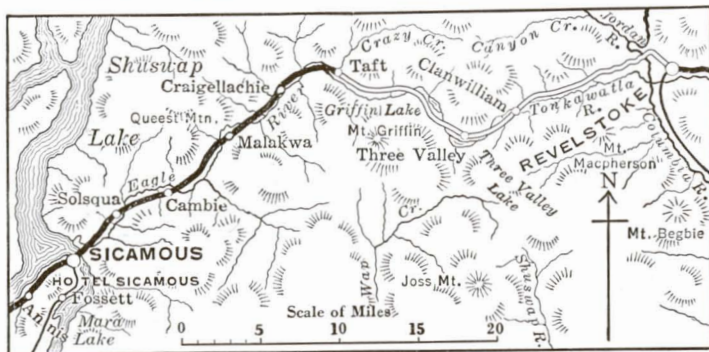 Jordan
R.
Crazy Cr.
Canyon Cr.
Shuswap
Taft
Clanwilliam
Craigellachie
Tonkawatla
R.
Griffin Lake
River
Queest Mtn.
Mt. Griffin
REVELSTOKE
Columbia R.
Lake
Malakwa
Three Valley
Mt.
Macpherson
Three Valley
Lake
N
Eagle
Solsqua
Cambie
Cr.
Mt. Begbie
SICAMOUS
HOTEL SICAMOUS
Wap
Joss Mt.
Shuswap
R.
Fossett
Annis
Mara
Lake
Scale of Miles
0 5 10 15 20